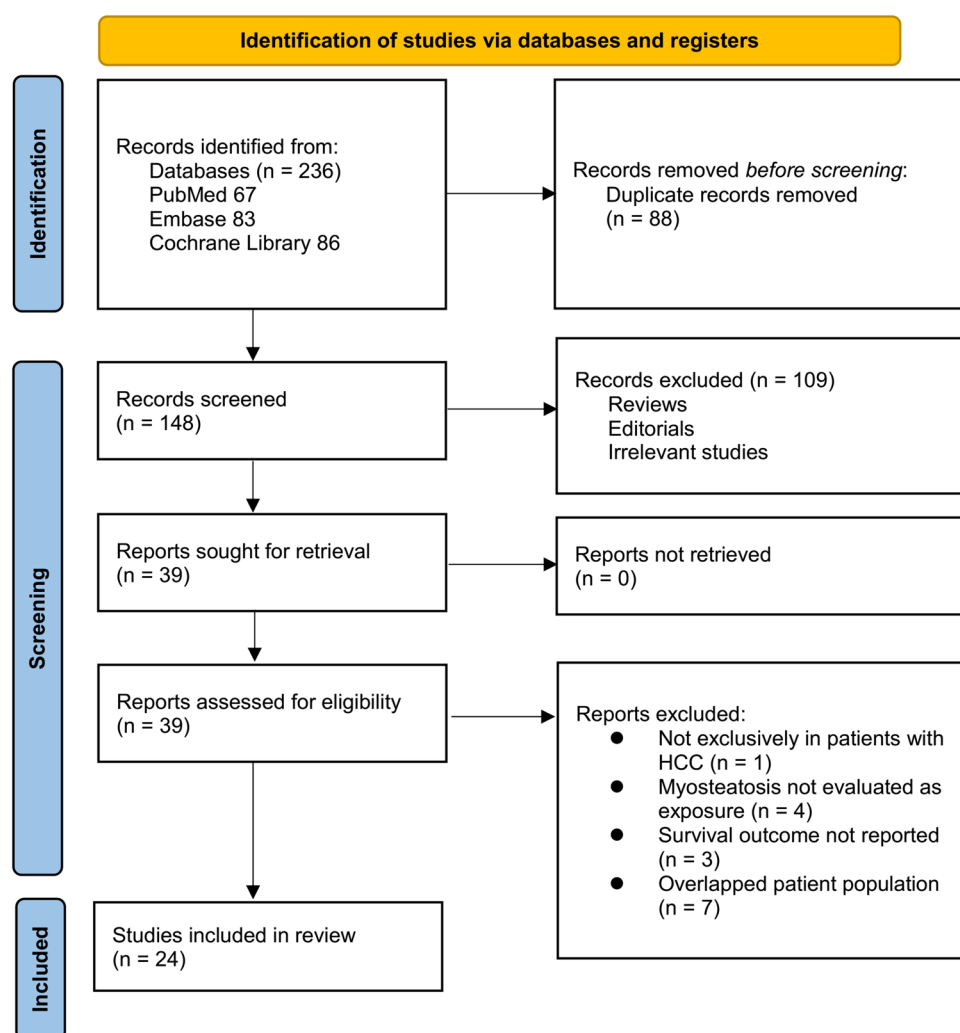 Identification of studies via databases and registers
Identification
Records identified from:
Databases (n = 236)
PubMed 67
Embase 83
Cochrane Library 86
Records removed before screening:
Duplicate records removed
(n = 88)
Screening
Records screened
(n = 148)
Records excluded (n = 109)
Reviews
Editorials
Irrelevant studies
Reports sought for retrieval
(n = 39)
Reports not retrieved
(n = 0)
Reports assessed for eligibility
(n = 39)
Reports excluded:
● Not exclusively in patients with
HCC (n = 1)
● Myosteatosis not evaluated as
exposure (n = 4)
● Survival outcome not reported
(n = 3)
● Overlapped patient population
(n = 7)
Included
Studies included in review
(n = 24)